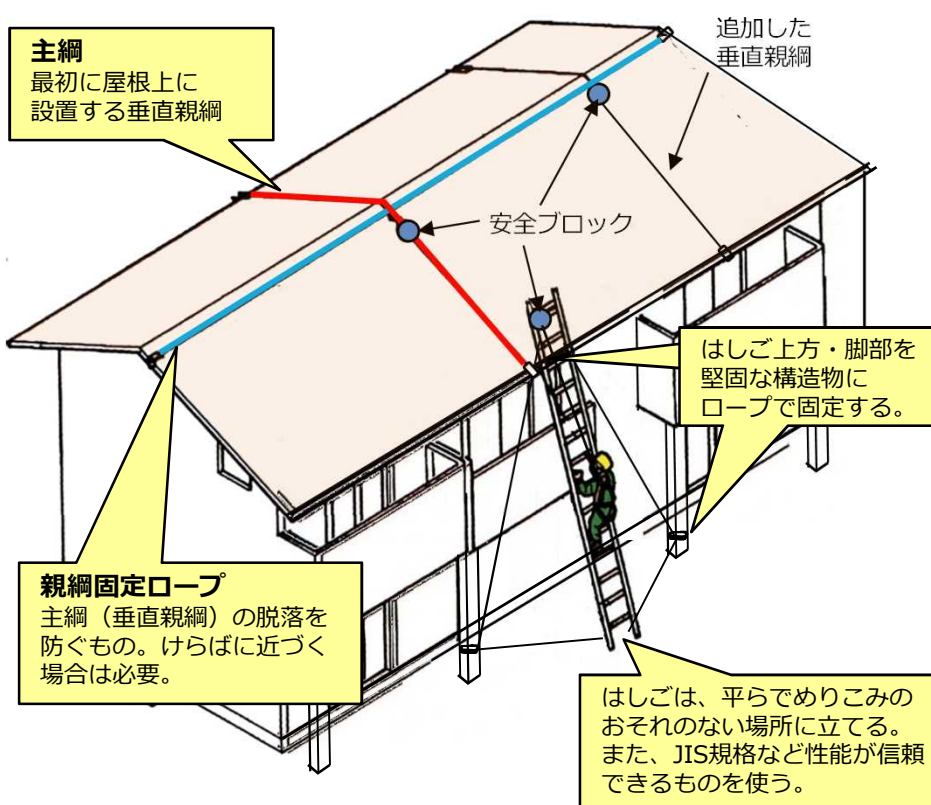 主綱
最初に屋根上に
設置する垂直親綱
追加した
垂直親綱
安全ブロック
はしご上方・脚部を
堅固な構造物に
ロープで固定する。
親綱固定ロープ
主綱（垂直親綱）の脱落を
防ぐもの。けらばに近づく
場合は必要。
はしごは、平らでめりこみの
おそれのない場所に立てる。
また、JIS規格など性能が信頼
できるものを使う。